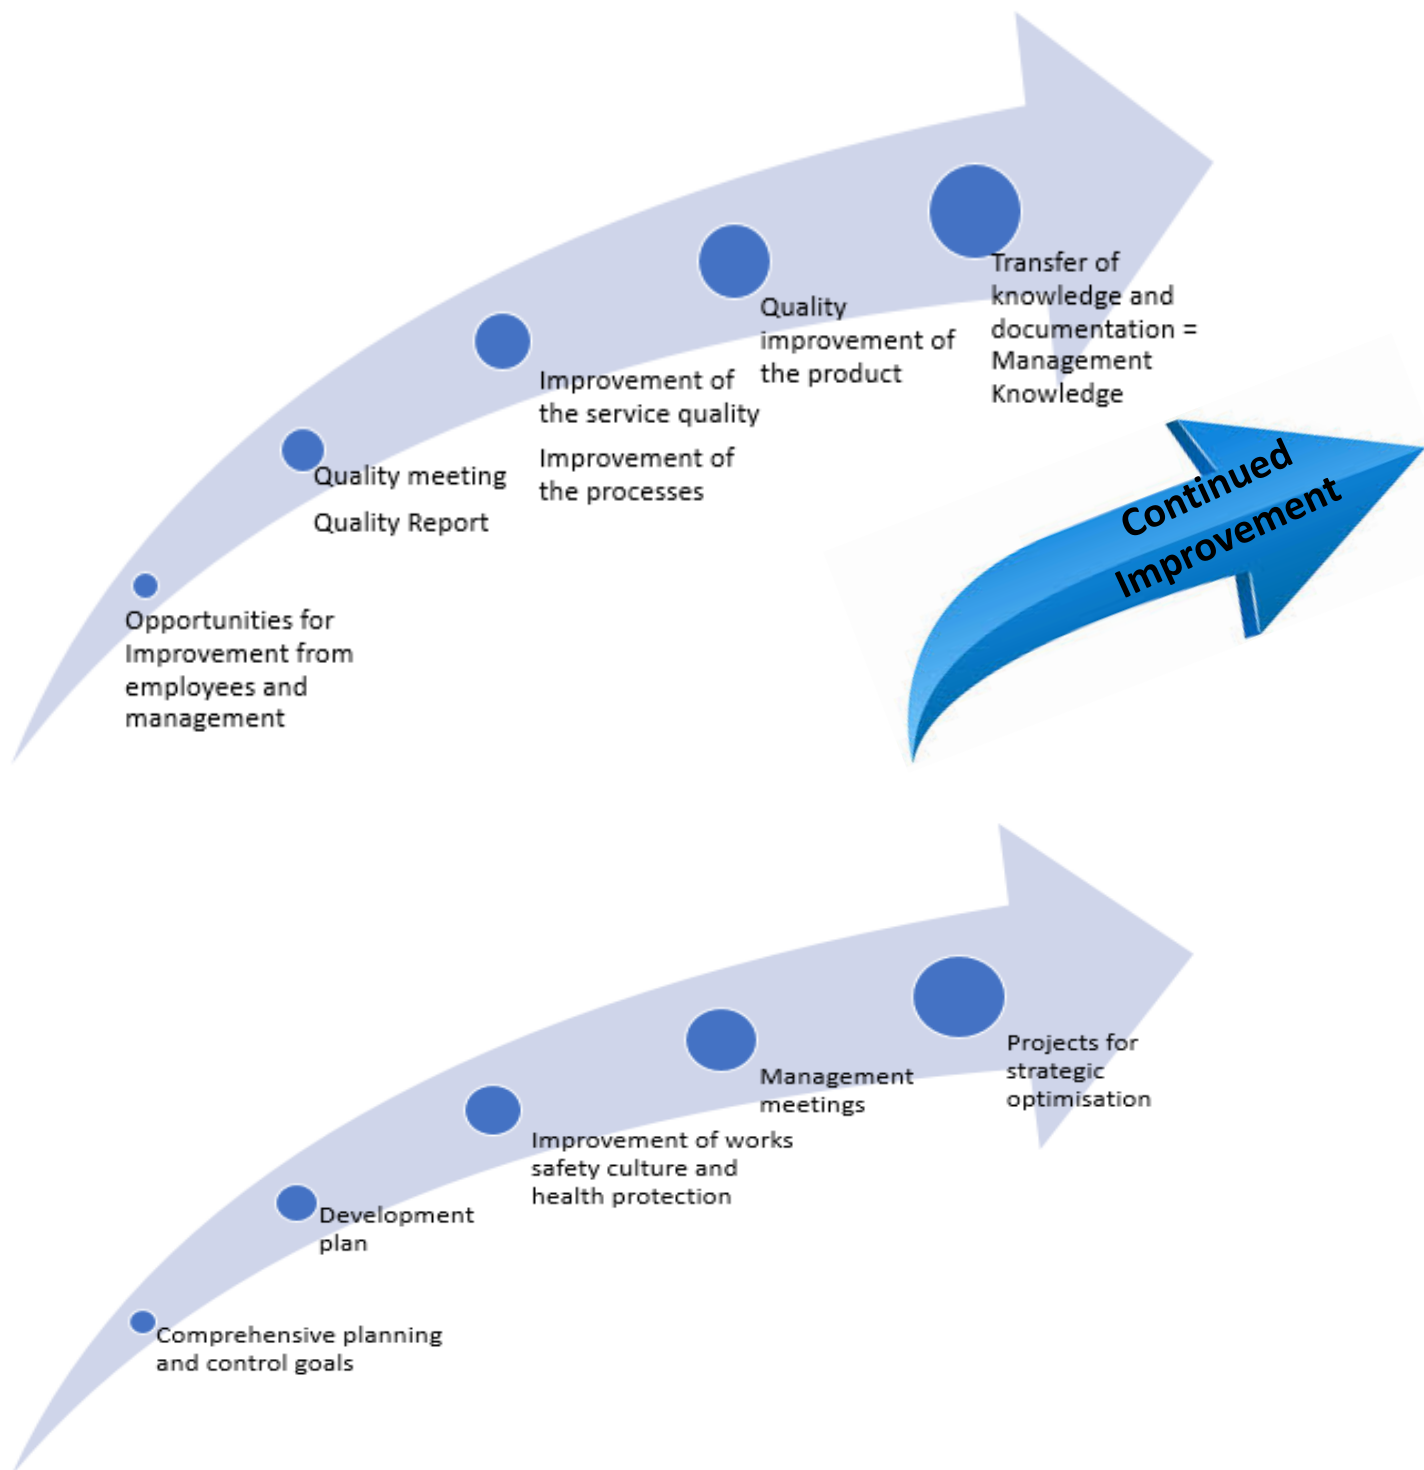 Transfer of
knowledge and
documentation =
Management
Knowledge
Quality
improvement of
the product
Improvement of
the service quality
Improvement of
the processes
Quality meeting
Quality Report
Opportunities for
Improvement from
employees and
management
Continued
Improvement
Projects for
strategic
optimisation
Management
meetings
Improvement of works
safety culture and
health protection
Development
plan
Comprehensive planning
and control goals